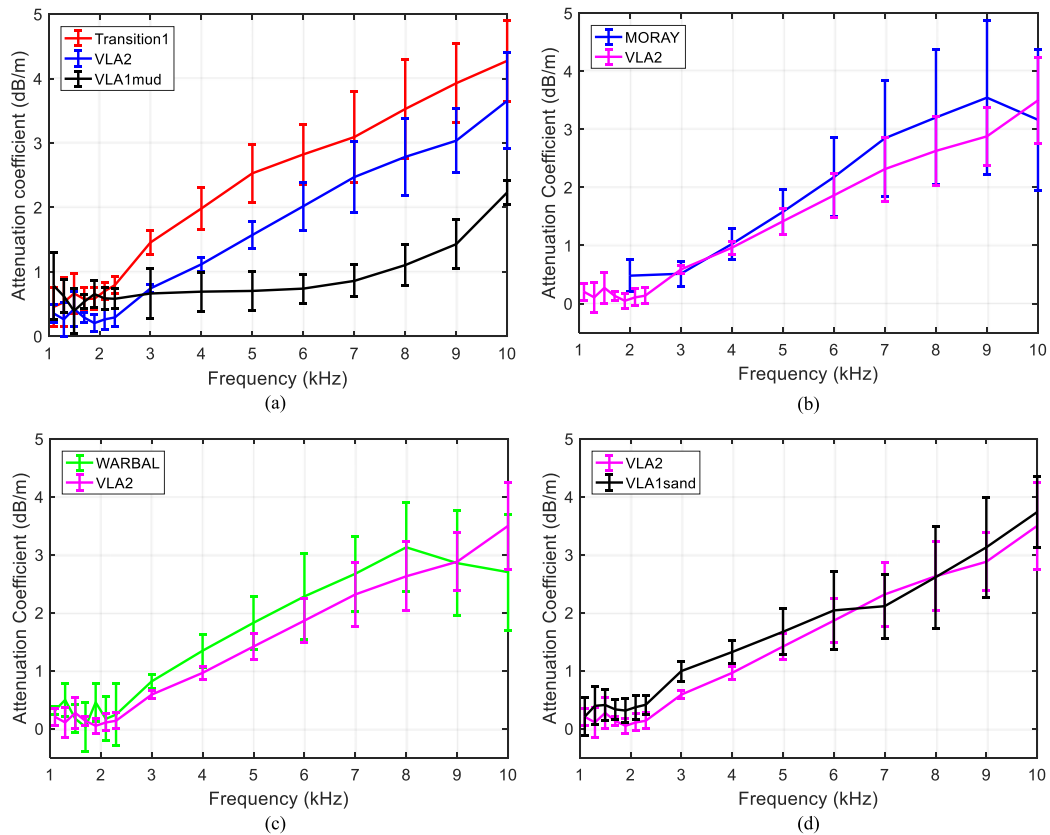 5
4
3
2
1
0
Attenuation coefficient (dB/m)
Transition1
VLA2
VLA1mud
1 2 3 4 5 6 7 8 9 10
Frequency (kHz)
(a)
5
4
3
2
1
0
Attenuation Coefficient (dB/m)
MORAY
VLA2
1 2 3 4 5 6 7 8 9 10
Frequency (kHz)
(b)
5
4
3
2
1
0
Attenuation Coefficient (dB/m)
WARBAL
VLA2
1 2 3 4 5 6 7 8 9 10
Frequency (kHz)
(c)
5
4
3
2
1
0
Attenuation Coefficient (dB/m)
VLA2
VLA1sand
1 2 3 4 5 6 7 8 9 10
Frequency (kHz)
(d)